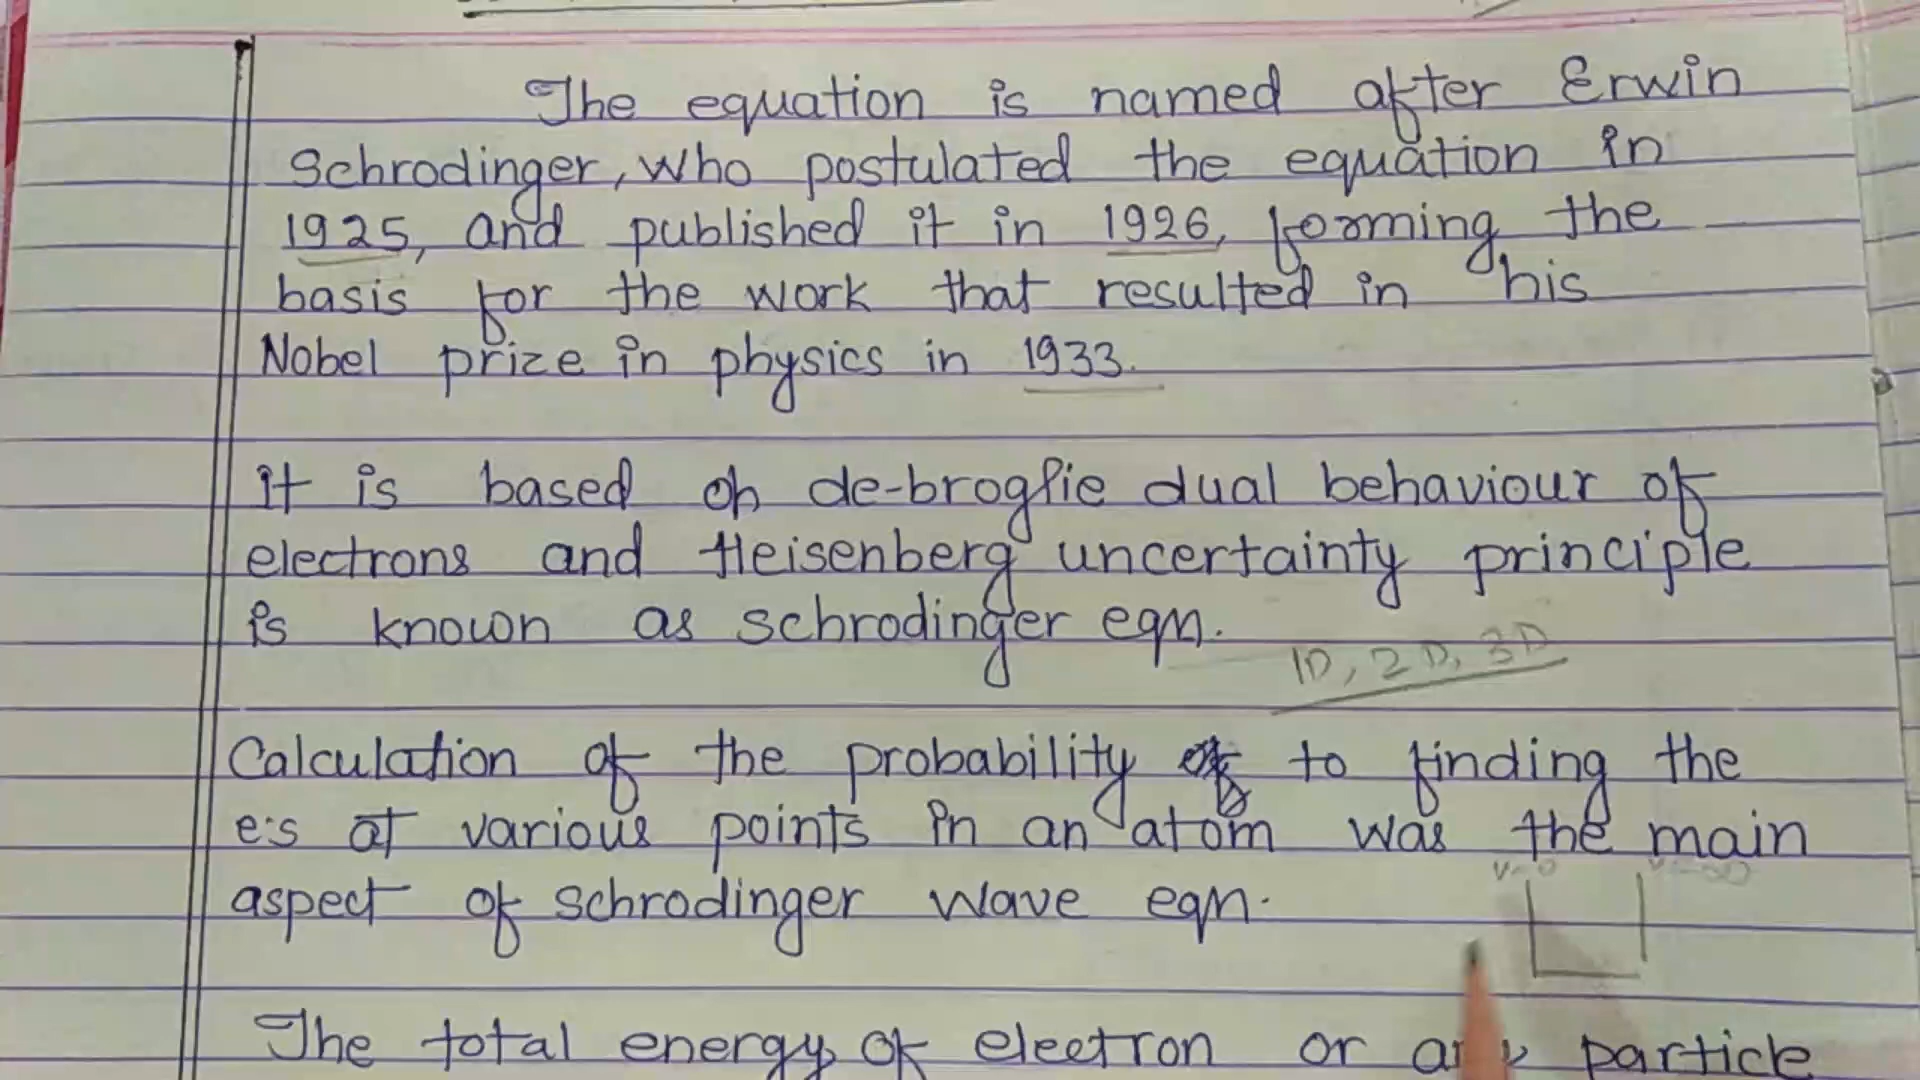 The equation is named after Erwin
Schrodinger, who postulated the equation in
1925, and published it in 1926, forming the
basis for the work that resulted in his
Nobel prize in physics in 1933.
it is based on de-broglie dual behaviour of
electrons and Heisenberg uncertainty principle
is known as schrodinger eqn.
1D, 2D, 3D
Calculation of the probability to finding the
e:s at various points in an atom was the main
aspect of schrodinger wave eqn.
The total energy of electron or any particle